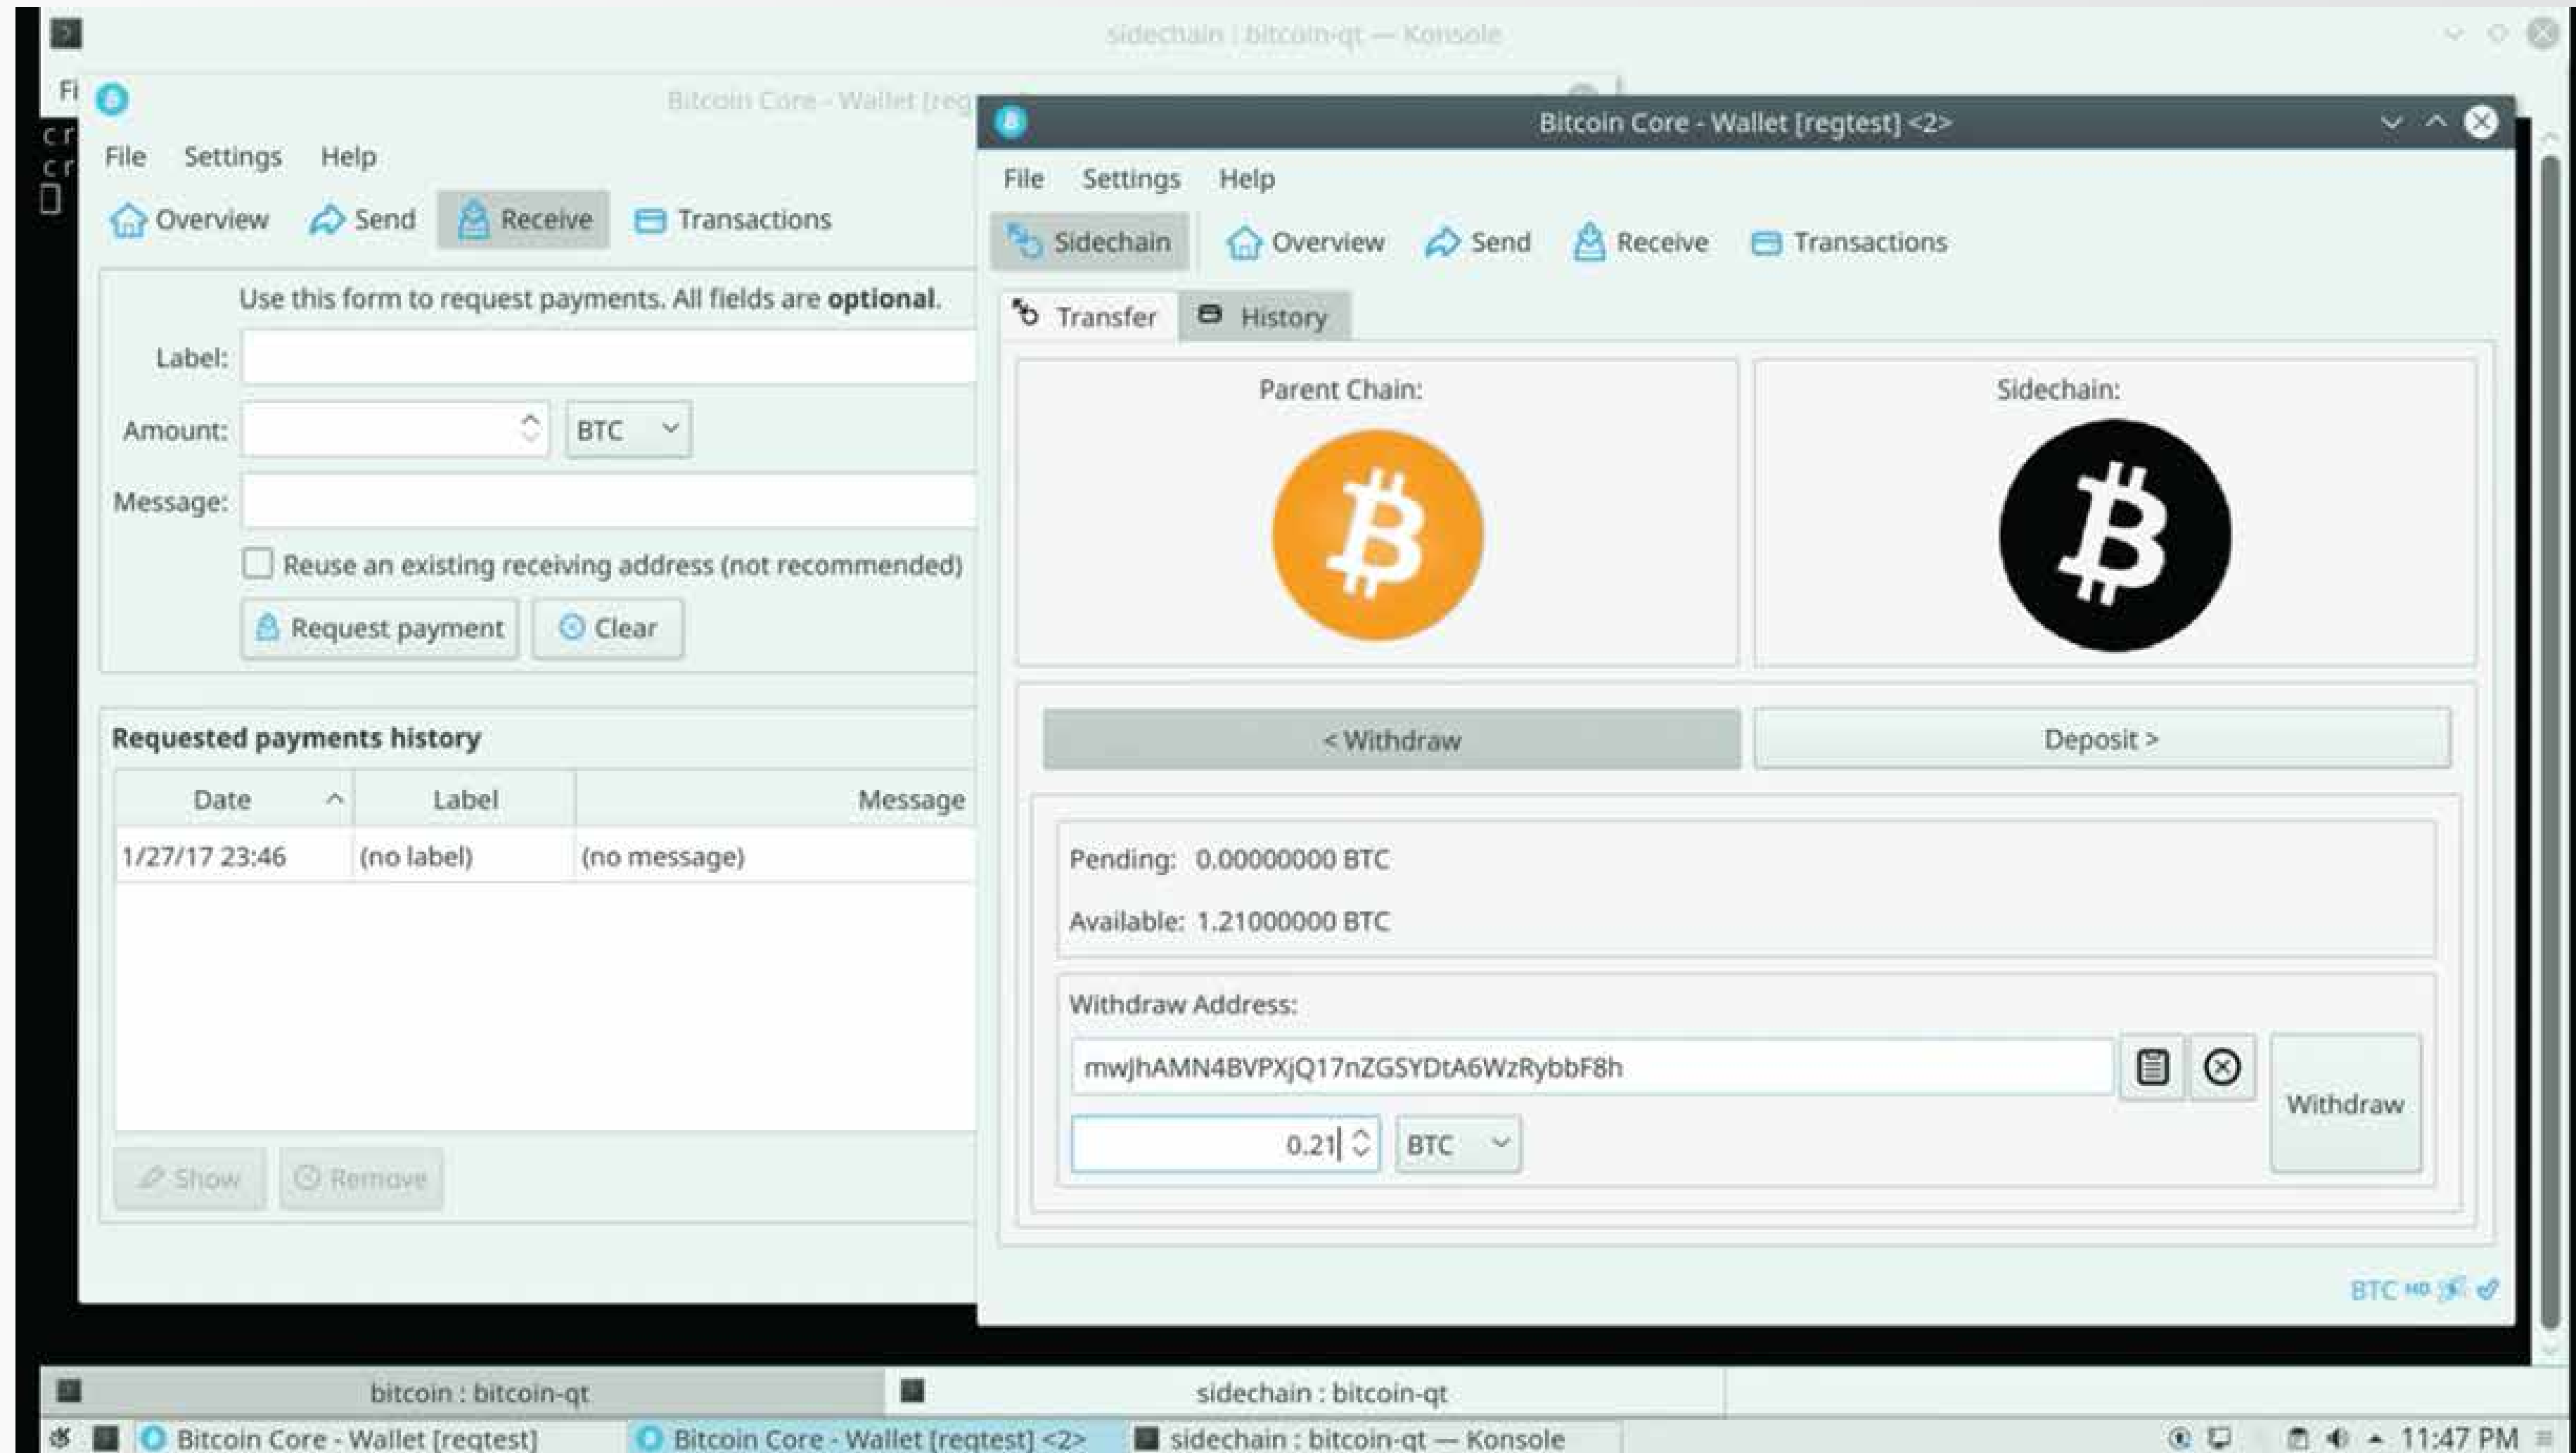 sidechain : bitcoin-qt — Konsole
Fi
cr
cr
Bitcoin Core - Wallet [reg
File Settings Help
Overview Send Receive Transactions
Use this form to request payments. All fields are optional.
Label:
Amount: BTC
Message:
Reuse an existing receiving address (not recommended)
Request payment Clear
Requested payments history
Date Label Message
1/27/17 23:46 (no label) (no message)
Show Remove
Bitcoin Core - Wallet [regtest] <2>
File Settings Help
Sidechain Overview Send Receive Transactions
Transfer History
Parent Chain: Sidechain:
< Withdraw Deposit >
Pending: 0.00000000 BTC
Available: 1.21000000 BTC
Withdraw Address:
mwJhAMN4BVPXjQ17nZGSYDtA6WzRybbF8h
Withdraw
0.21 BTC
BTC HD
bitcoin : bitcoin-qt sidechain : bitcoin-qt
Bitcoin Core - Wallet [regtest] Bitcoin Core - Wallet [regtest] <2> sidechain : bitcoin-qt — Konsole 11:47 PM